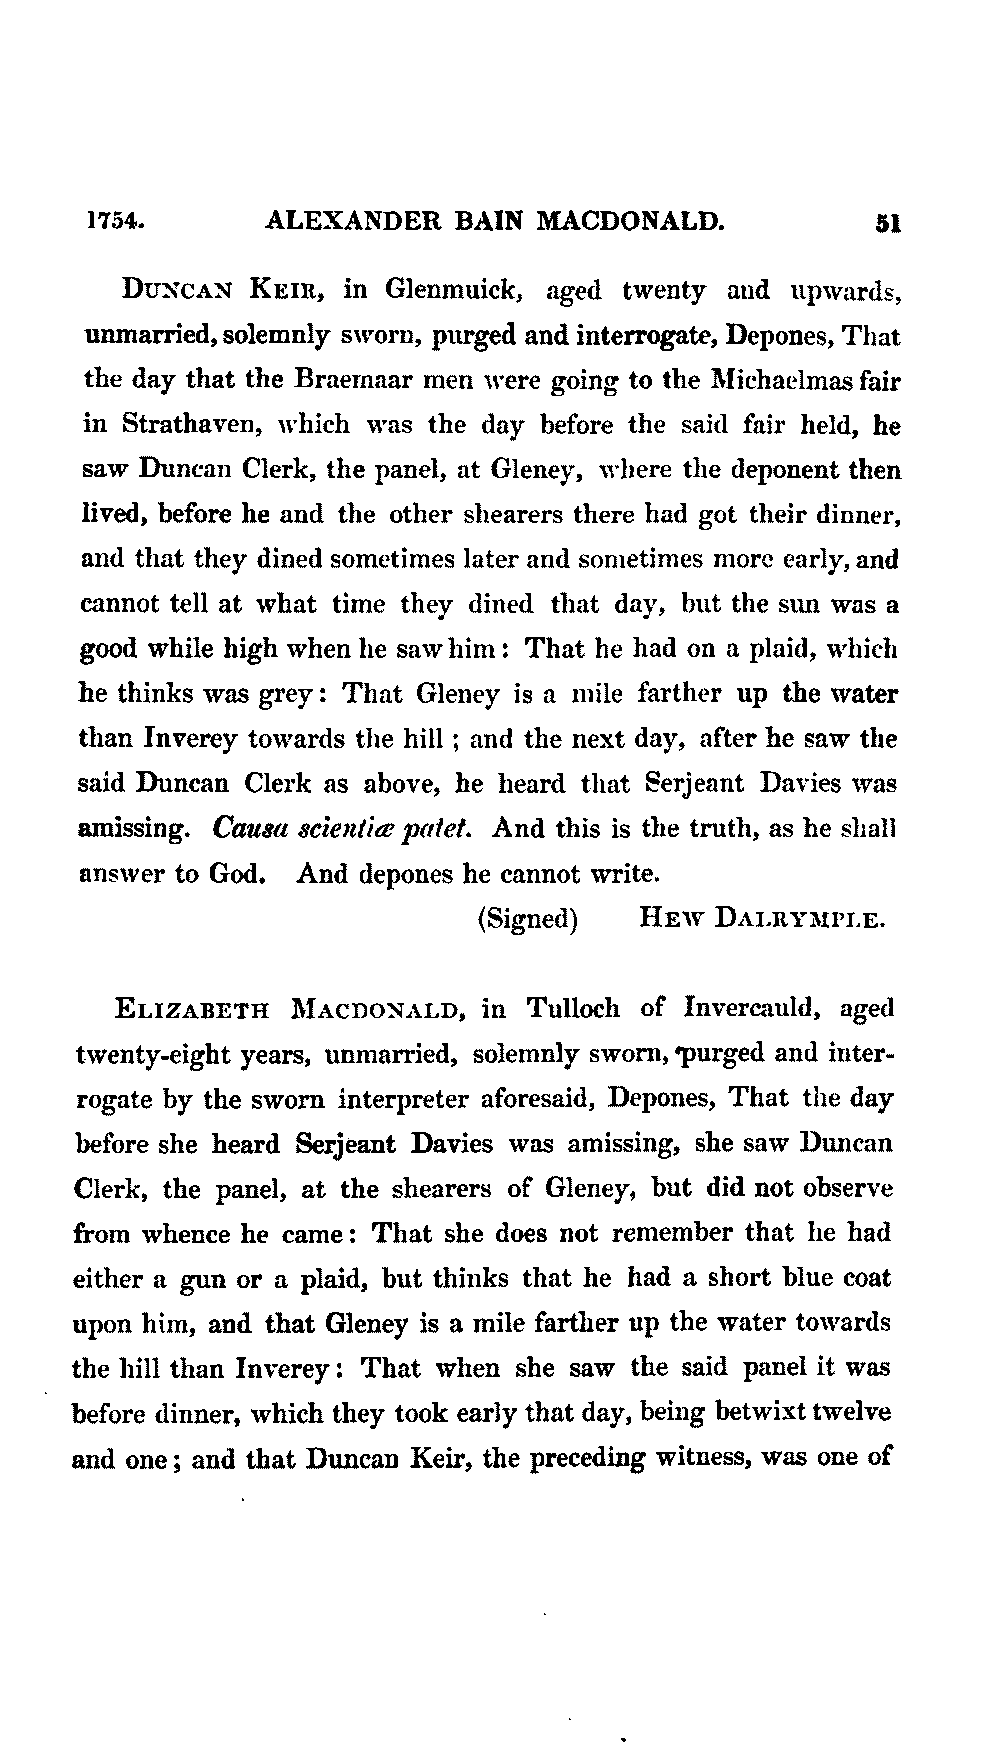 1754. ALEXANDER BAIN MACDONALD. 51
DUNCAN KEIR, in Glenmuick, aged twenty and upwards,
unmarried, solemnly sworn, purged and interrogate, Depones, That
the day that the Braemaar men were going to the Michaelmas fair
in Strathaven, which was the day before the said fair held, he
saw Duncan Clerk, the panel, at Gleney, where the deponent then
lived, before he and the other shearers there had got their dinner,
and that they dined sometimes later and sometimes more early, and
cannot tell at what time they dined that day, but the sun was a
good while high when he saw him: That he had on a plaid, which
he thinks was grey: That Gleney is a mile farther up the water
than Inverey towards the hill; and the next day, after he saw the
said Duncan Clerk as above, he heard that Serjeant Davies was
amissing. Causa scientiæ patet. And this is the truth, as he shall
answer to God. And depones he cannot write.
(Signed) HEW DALRYMPLE.
ELIZABETH MACDONALD, in Tulloch of Invercauld, aged
twenty-eight years, unmarried, solemnly sworn, purged and inter-
rogate by the sworn interpreter aforesaid, Depones, That the day
before she heard Serjeant Davies was amissing, she saw Duncan
Clerk, the panel, at the shearers of Gleney, but did not observe
from whence he came: That she does not remember that he had
either a gun or a plaid, but thinks that he had a short blue coat
upon him, and that Gleney is a mile farther up the water towards
the hill than Inverey: That when she saw the said panel it was
before dinner, which they took early that day, being betwixt twelve
and one; and that Duncan Keir, the preceding witness, was one of